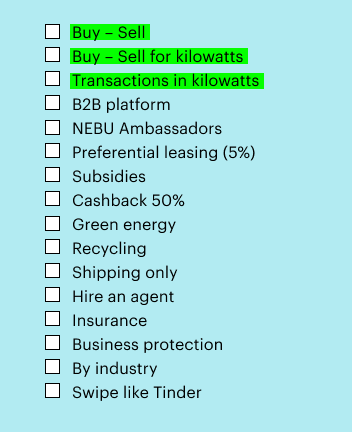 Buy – Sell
Buy – Sell for kilowatts
Transactions in kilowatts
B2B platform
NEBU Ambassadors
Preferential leasing (5%)
Subsidies
Cashback 50%
Green energy
Recycling
Shipping only
Hire an agent
Insurance
Business protection
By industry
Swipe like Tinder